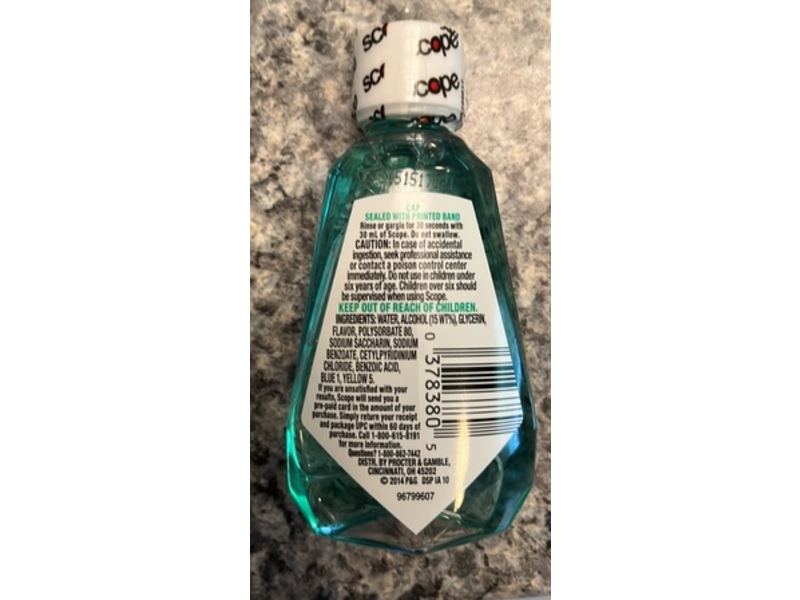 sc cope
sc cope
5151
CAP
SEALED WITH PRINTED BAND
Rinse or gargle for 30 seconds with
30 mL of Scope. Do not swallow.
CAUTION: In case of accidental
ingestion, seek professional assistance
or contact a poison control center
immediately. Do not use in children under
six years of age. Children over six should
be supervised when using Scope.
KEEP OUT OF REACH OF CHILDREN.
INGREDIENTS: WATER, ALCOHOL (15 WT%), GLYCERIN,
FLAVOR, POLYSORBATE 80,
SODIUM SACCHARIN, SODIUM
BENZOATE, CETYLPYRIDINIUM
CHLORIDE, BENZOIC ACID,
BLUE 1, YELLOW 5.
If you are unsatisfied with your
results, Scope will send you a
pre-paid card in the amount of your
purchase. Simply return your receipt
and package UPC within 60 days of
purchase. Call 1-800-615-8191
for more information.
Questions? 1-800-862-7442
DISTR. BY PROCTER & GAMBLE,
CINCINNATI, OH 45202
© 2014 P&G DSP IA 10
96799607
0 378380 5